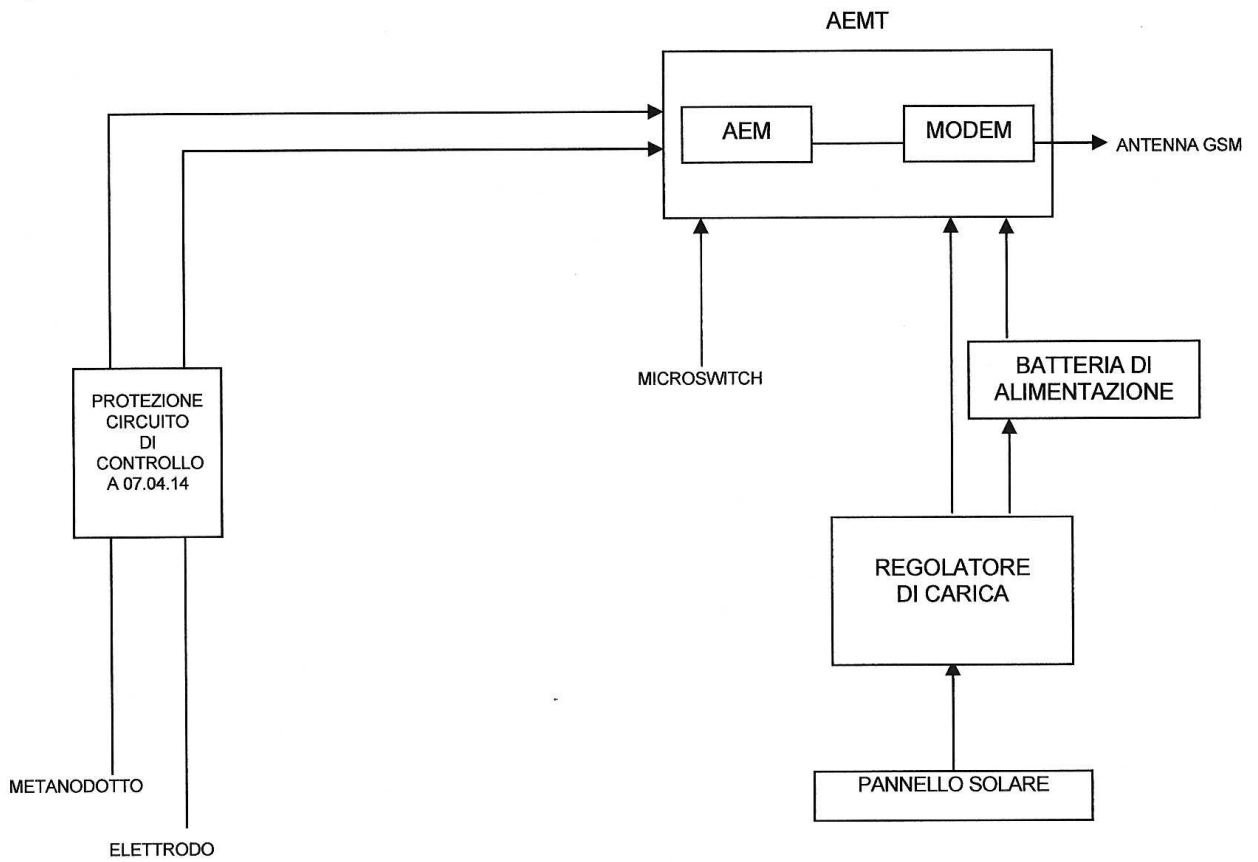 AEMT
AEM
MODEM
ANTENNA GSM
MICROSWITCH
BATTERIA DI
ALIMENTAZIONE
PROTEZIONE
CIRCUITO
DI
CONTROLLO
A 07.04.14
REGOLATORE
DI CARICA
METANODOTTO
PANNELLO SOLARE
ELETTRODO